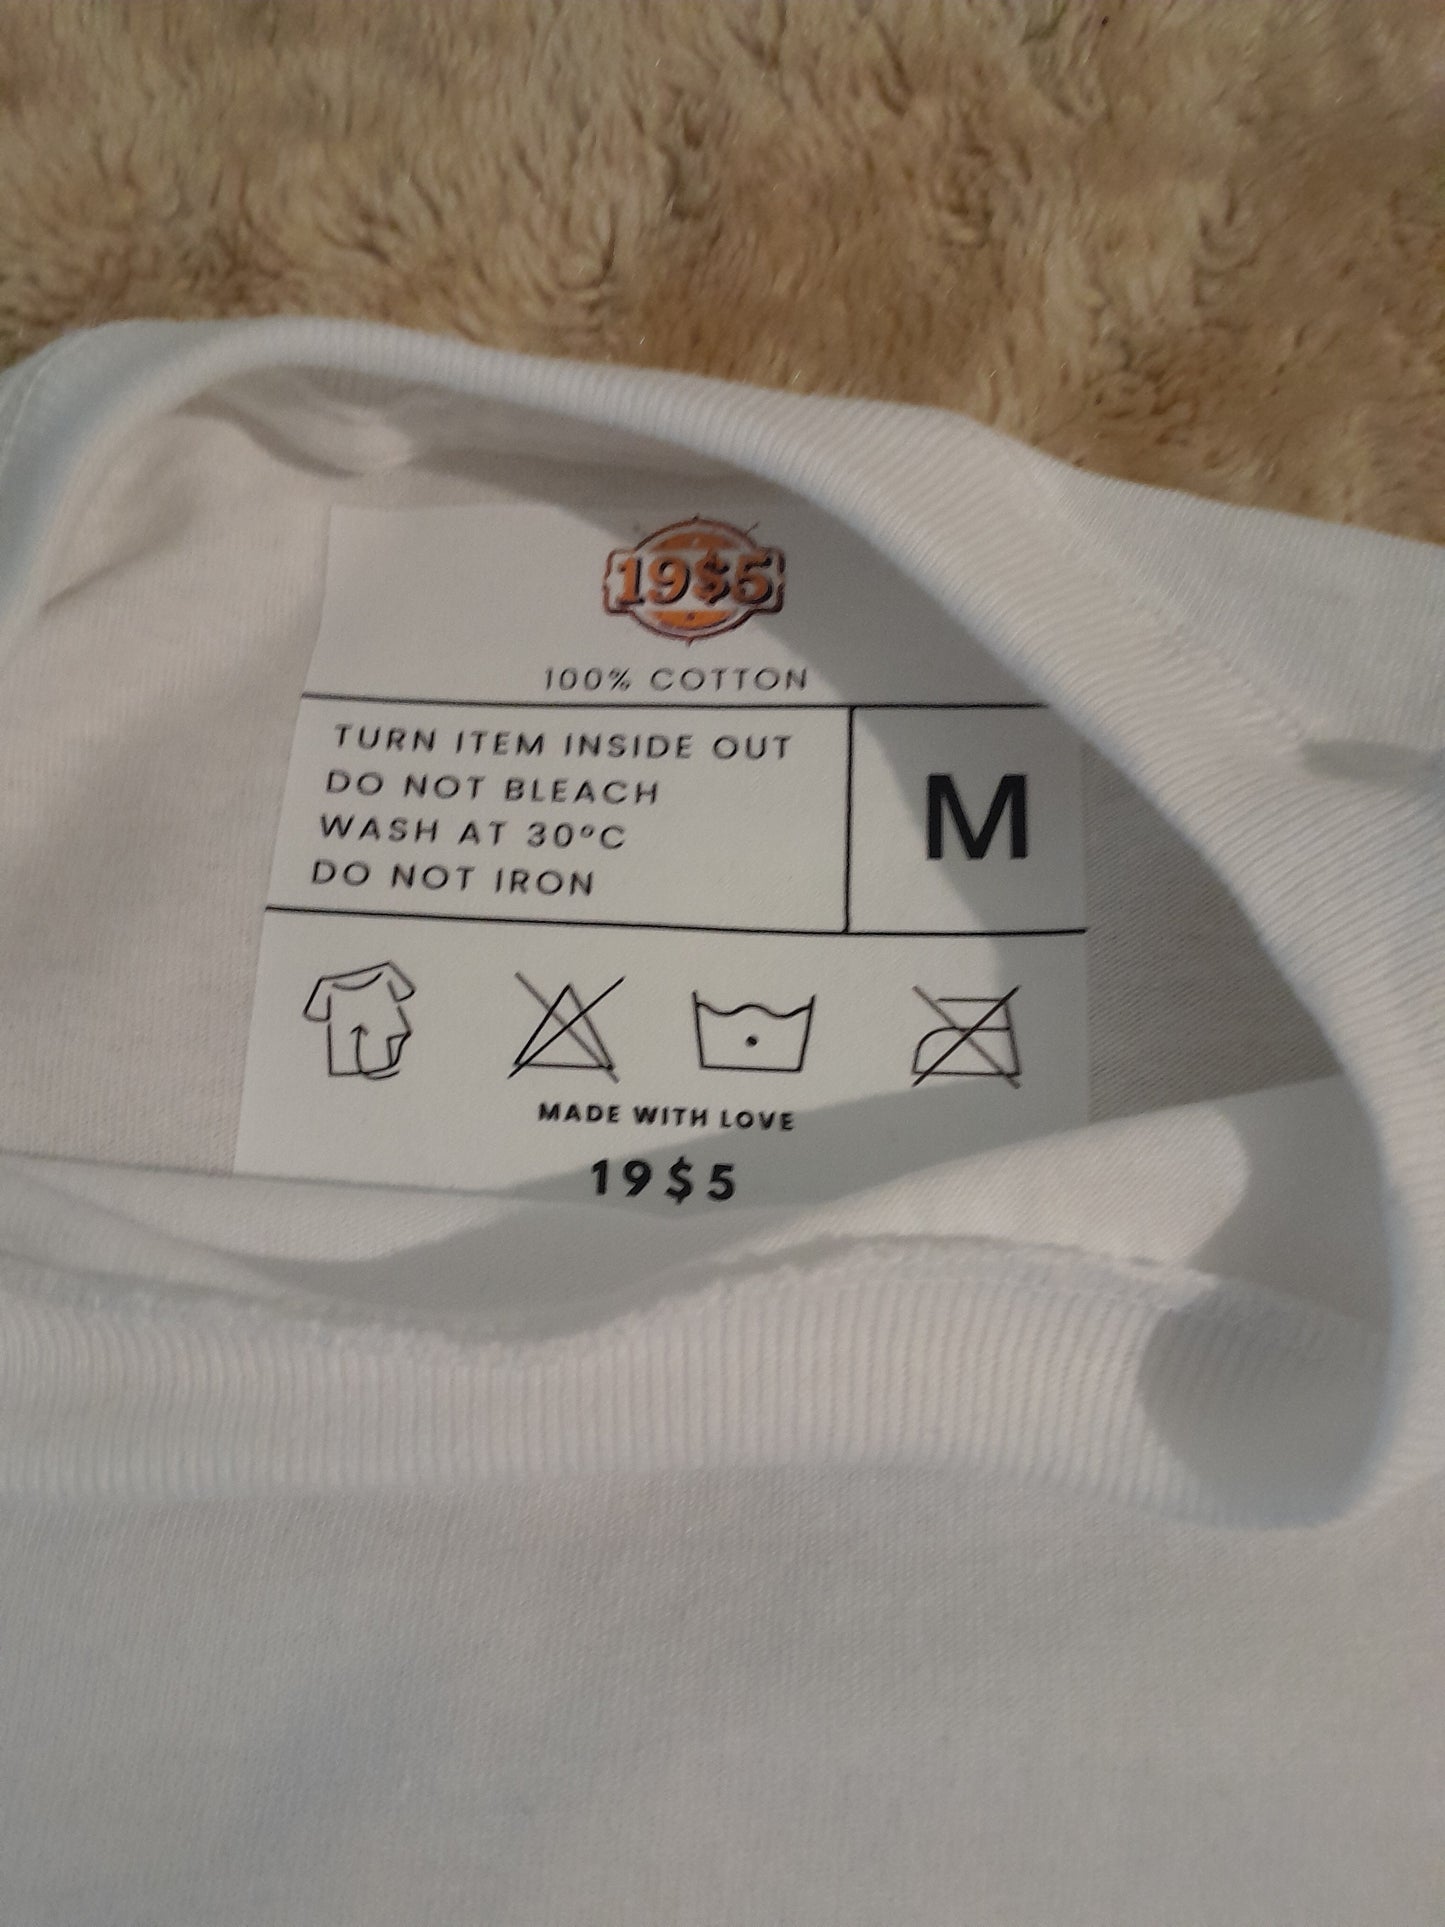 19$5
100% COTTON
TURN ITEM INSIDE OUT
DO NOT BLEACH
WASH AT 30ºC
DO NOT IRON
M
MADE WITH LOVE
19$5